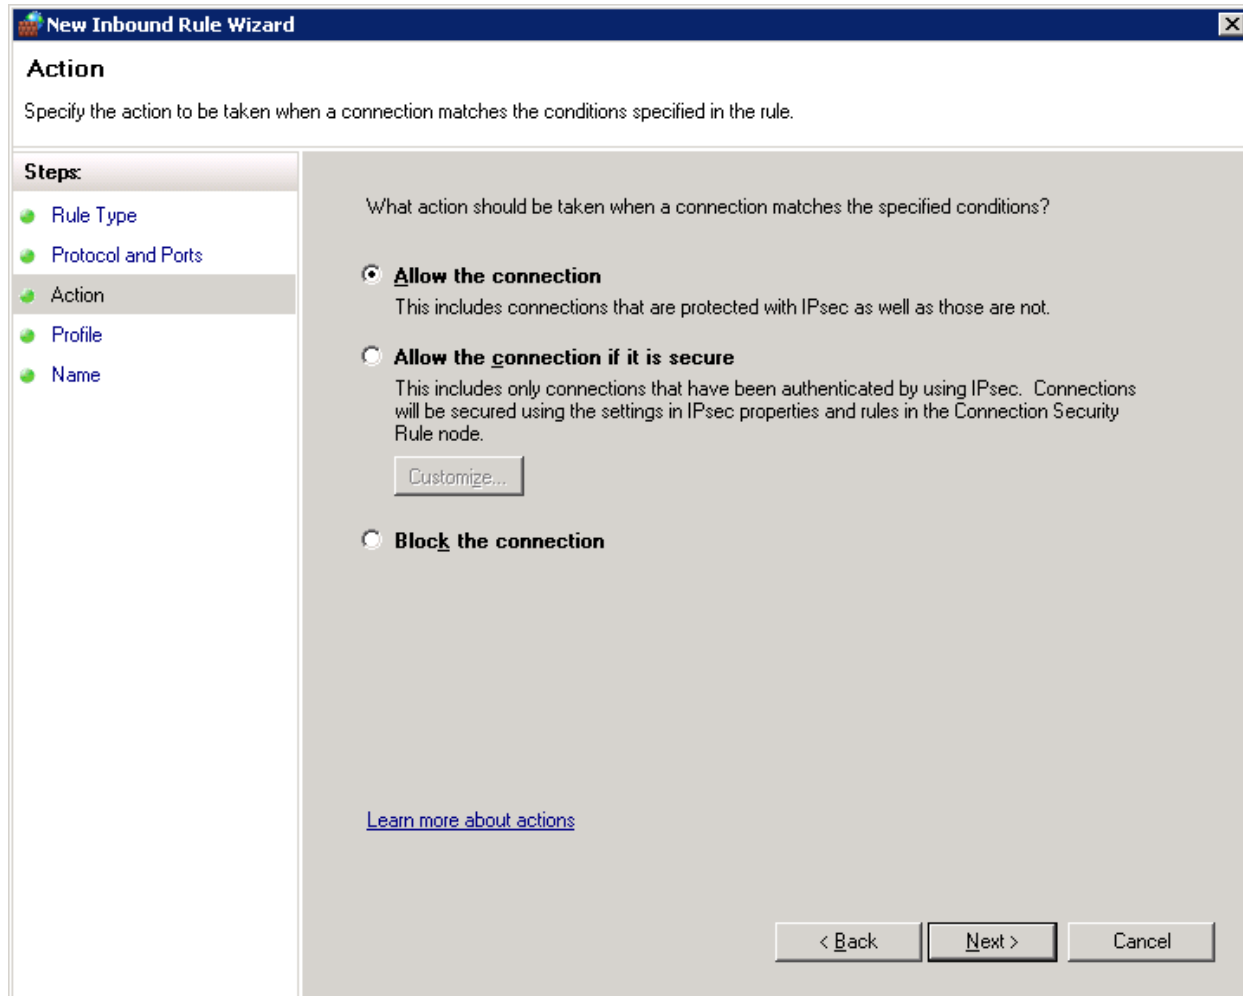 New Inbound Rule Wizard
Action
Specify the action to be taken when a connection matches the conditions specified in the rule.
Steps:
Rule Type
Protocol and Ports
Action
Profile
Name
What action should be taken when a connection matches the specified conditions?
Allow the connection
This includes connections that are protected with IPsec as well as those are not.
Allow the connection if it is secure
This includes only connections that have been authenticated by using IPsec. Connections
will be secured using the settings in IPsec properties and rules in the Connection Security
Rule node.
Customize...
Block the connection
Learn more about actions
< Back
Next >
Cancel